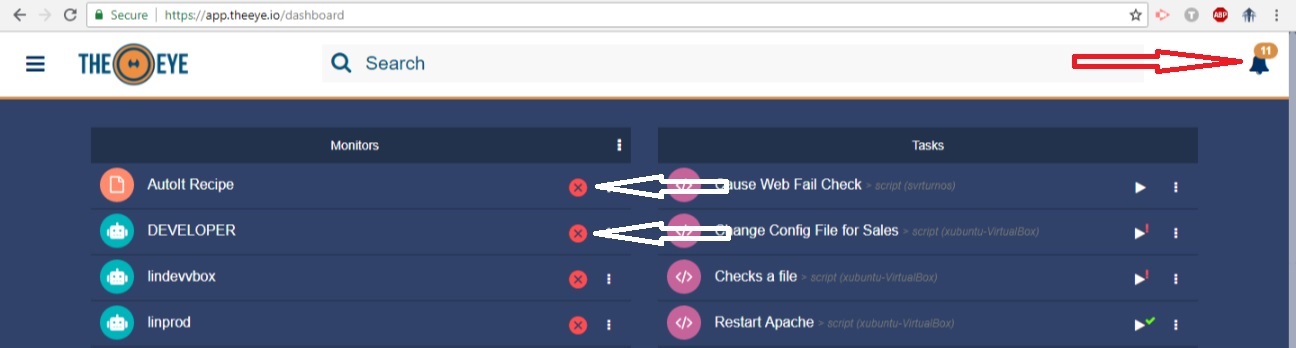 Secure https://app.theeye.io/dashboard
ABP
THE EYE
Search
11
Monitors
AutoIt Recipe
DEVELOPER
lindevvbox
linprod
Tasks
Cause Web Fail Check > script (svrturnos)
Change Config File for Sales > script (xubuntu-VirtualBox)
Checks a file > script (xubuntu-VirtualBox)
Restart Apache > script (xubuntu-VirtualBox)